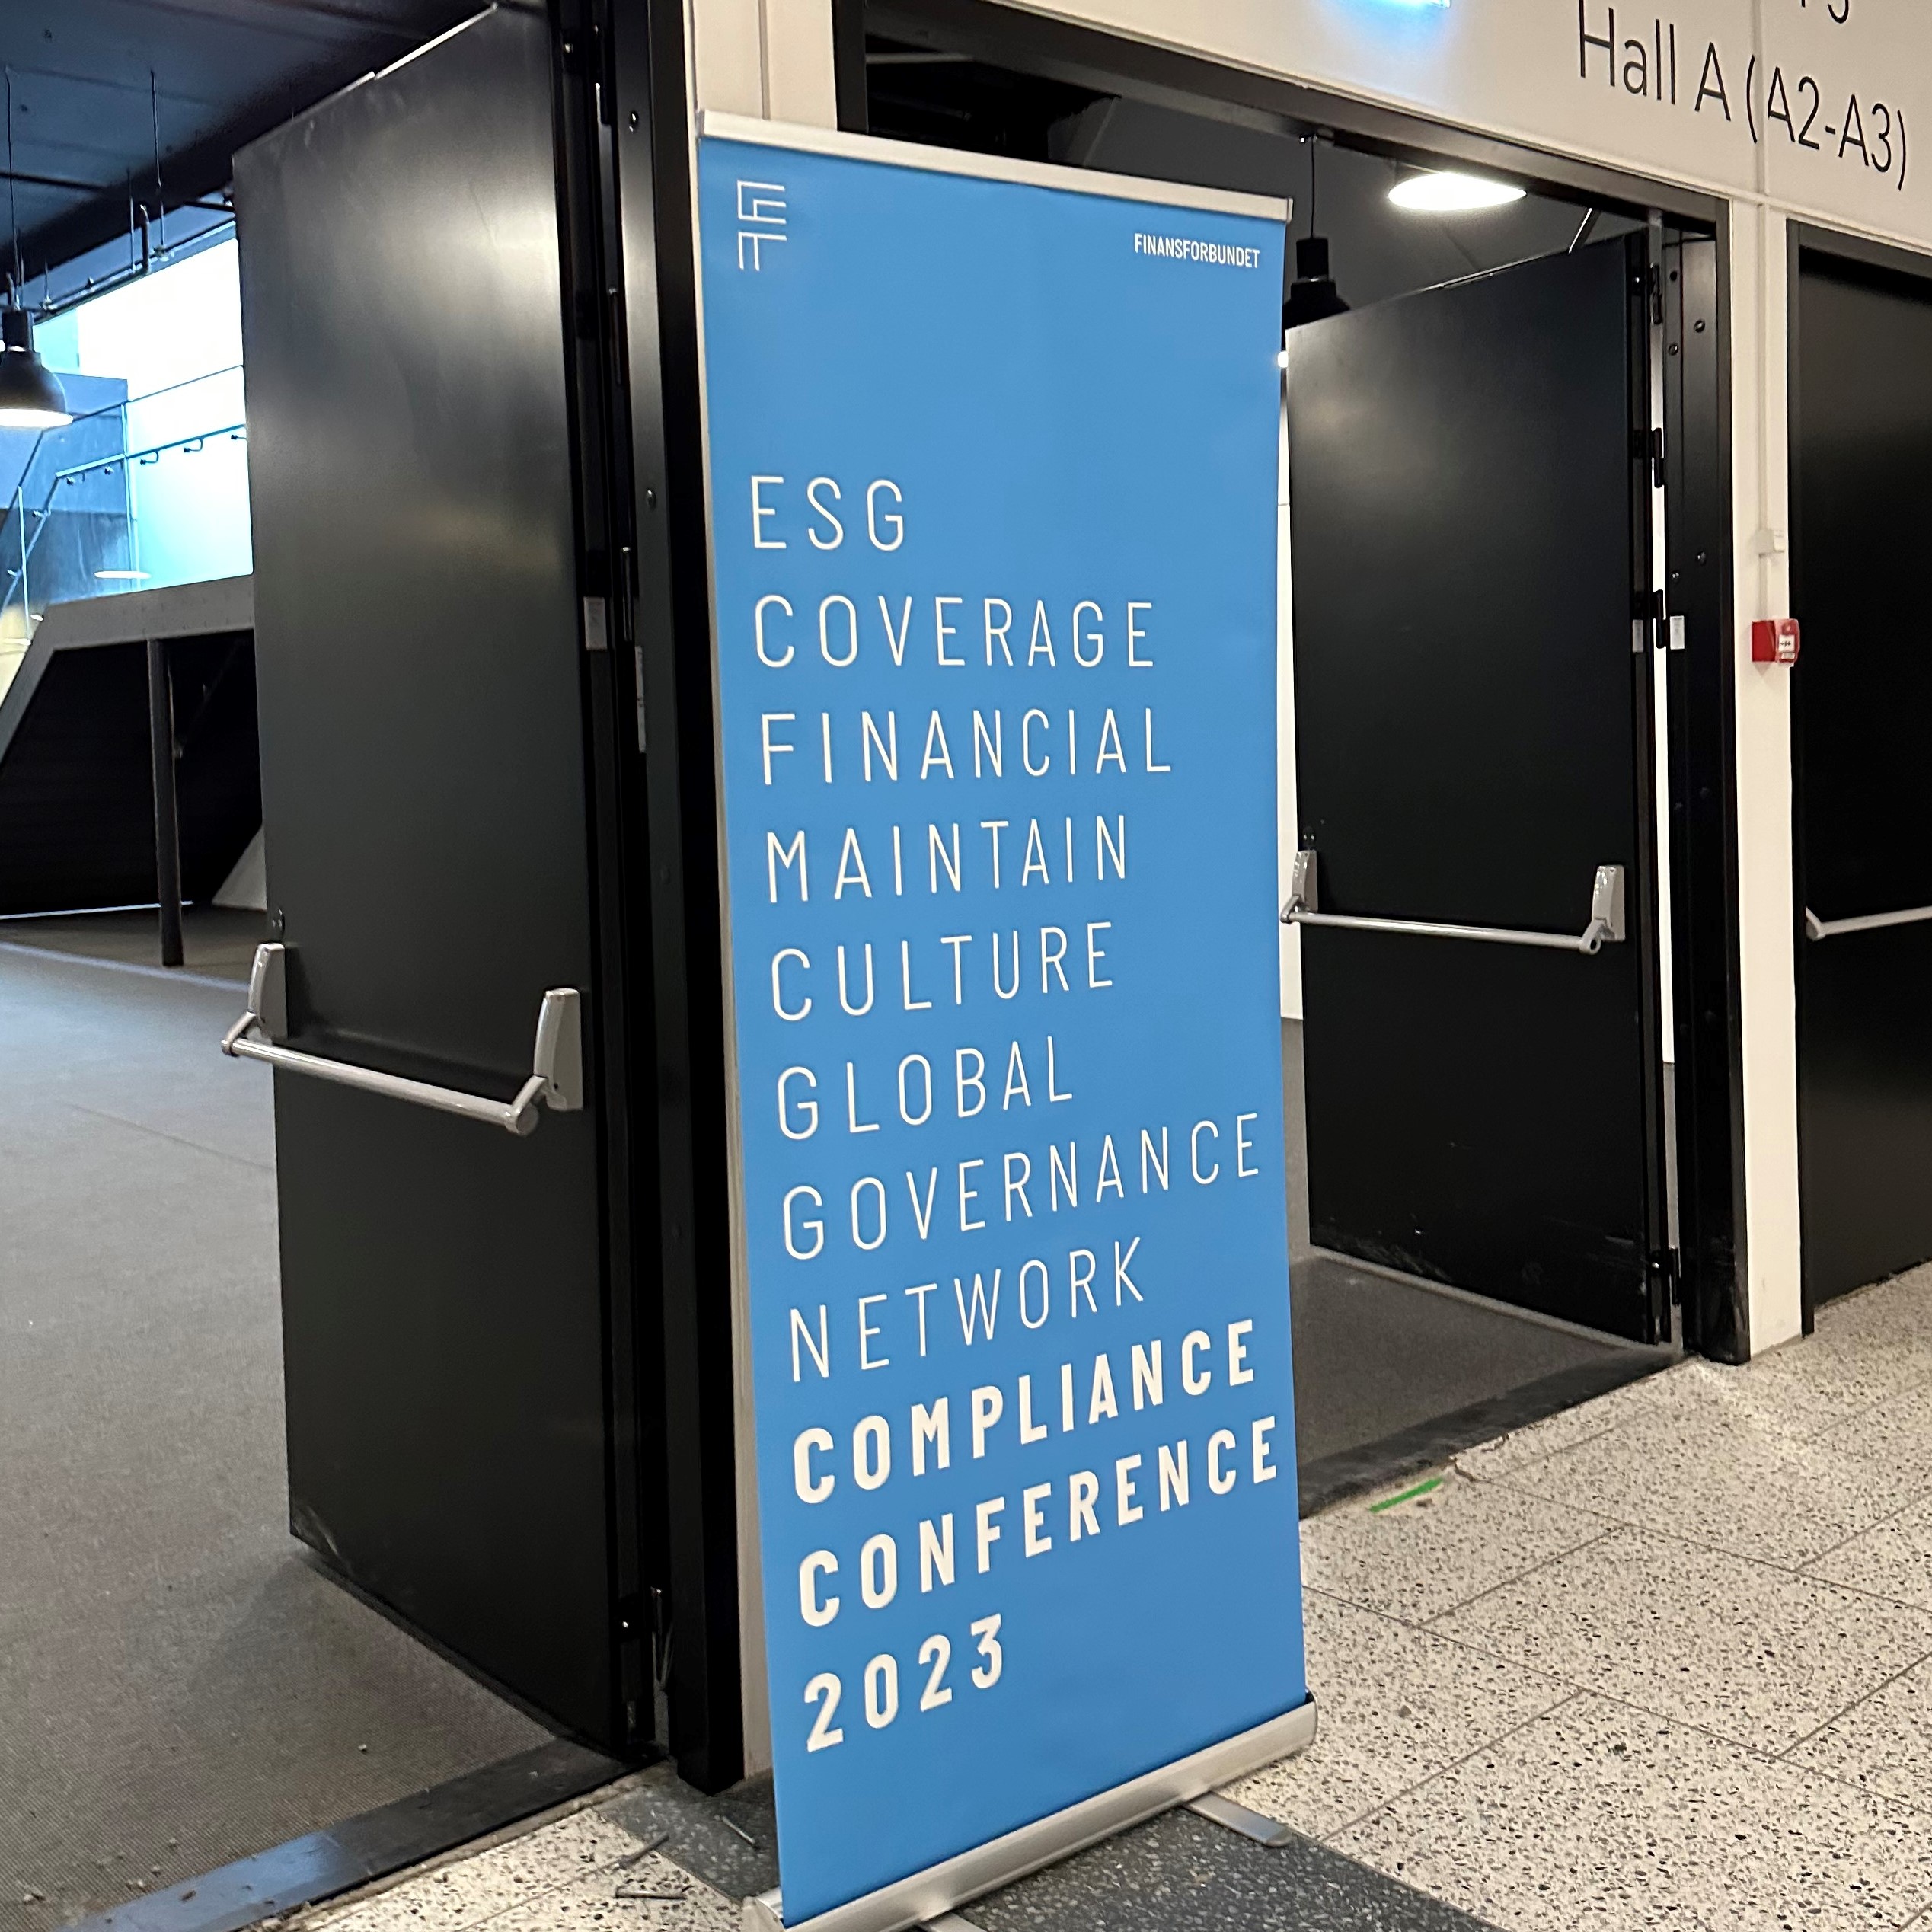 Hall A (A2-A3)
FINANSFORBUNDET
ESG
COVERAGE
FINANCIAL
MAINTAIN
CULTURE
GLOBAL
GOVERNANCE
NETWORK
COMPLIANCE
CONFERENCE
2023